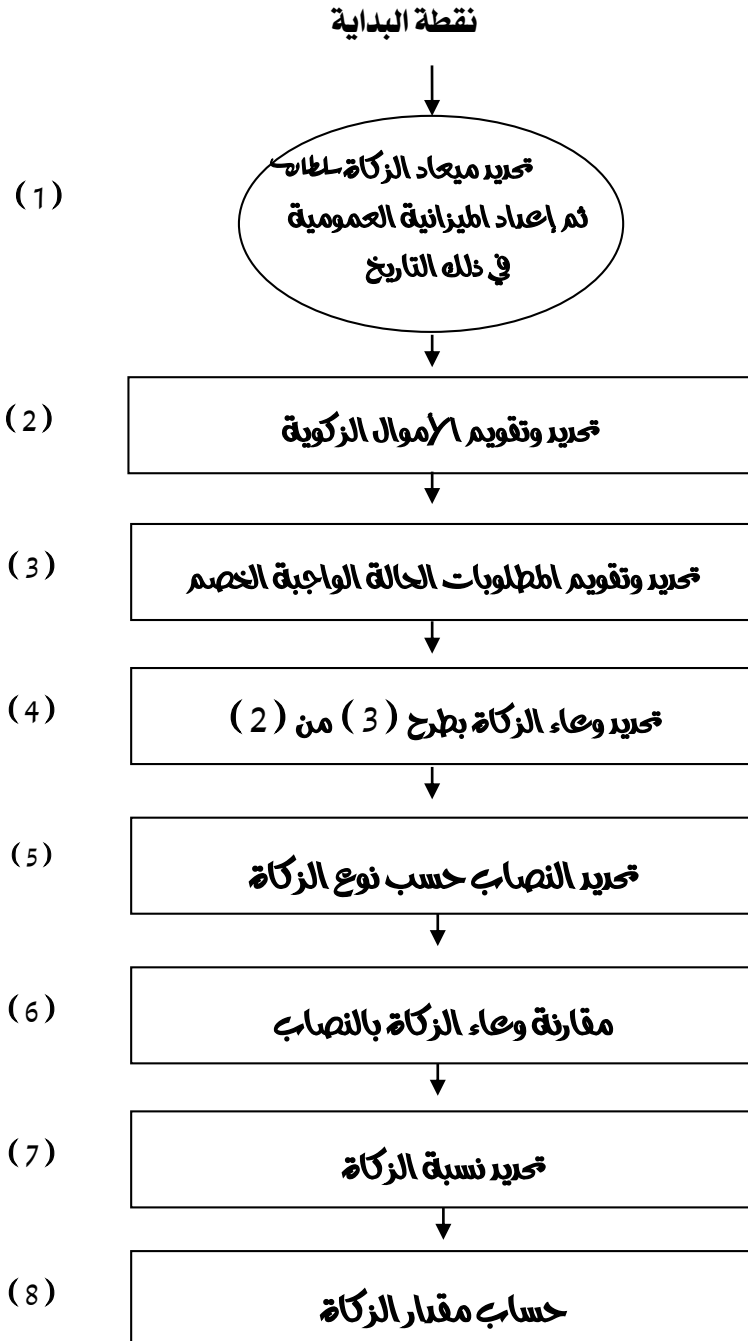 نقطة البداية
(1)
تحديد ميعاد الزكاة
ثم إعداد الميزانية العمومية
في ذلك التاريخ
(2)
تحديد وتقويم الأموال الزكوية
(3)
تحديد وتقويم المطلوبات الحالة الواجبة الخصم
(4)
تحديد وعاء الزكاة بطرح (3) من (2)
(5)
تحديد النصاب حسب نوع الزكاة
(6)
مقارنة وعاء الزكاة بالنصاب
(7)
تحديد نسبة الزكاة
(8)
حساب مقدار الزكاة